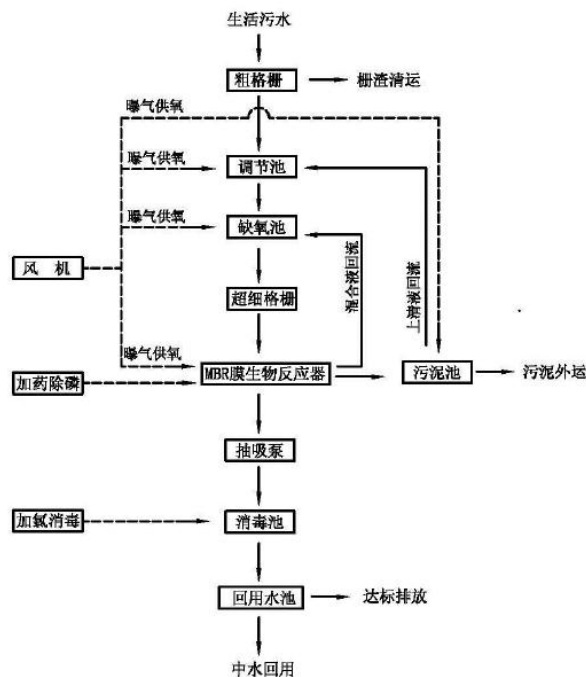 生活污水
粗格栅
栅渣清运
曝气供氧
曝气供氧
调节池
曝气供氧
缺氧池
风 机
超细格栅
混合液回流
上清液回流
曝气供氧
加药除磷
MBR膜生物反应器
污泥池
污泥外运
抽吸泵
加氯消毒
消毒池
回用水池
达标排放
中水回用